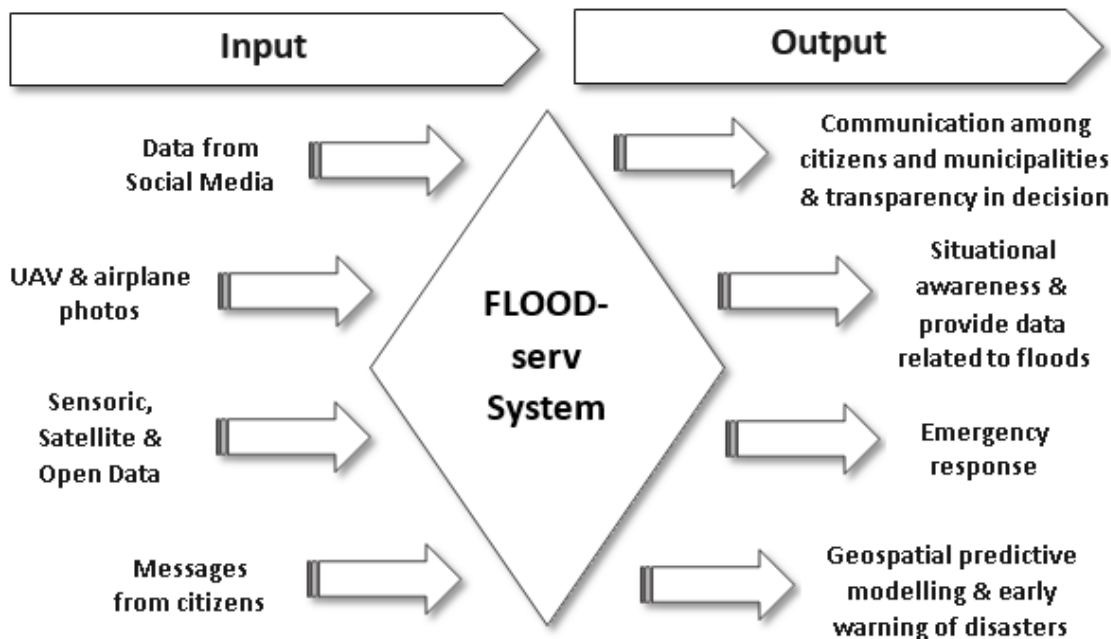 Input
Output
Data from
Social Media
UAV & airplane
photos
Sensoric,
Satellite &
Open Data
Messages
from citizens
FLOOD-
serv
System
Communication among
citizens and municipalities
& transparency in decision
Situational
awareness &
provide data
related to floods
Emergency
response
Geospatial predictive
modelling & early
warning of disasters